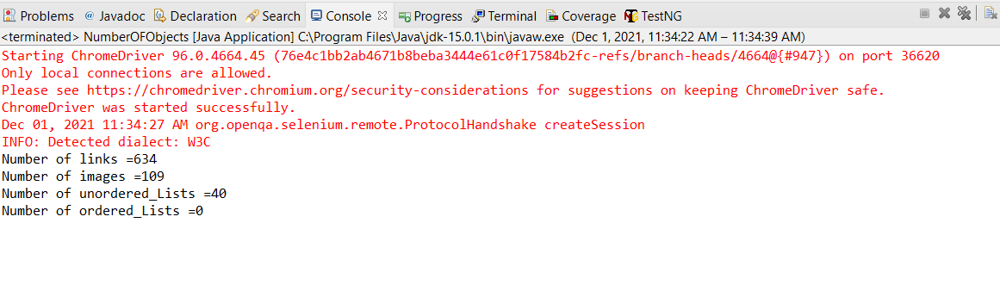 Problems @ Javadoc Declaration Search Console Progress Terminal Coverage TestNG
<terminated> NumberOFObjects [Java Application] C:\Program Files\Java\jdk-15.0.1\bin\javaw.exe (Dec 1, 2021, 11:34:22 AM – 11:34:39 AM)
Starting ChromeDriver 96.0.4664.45 (76e4c1bb2ab4671b8beba3444e61c0f17584b2fc-refs/branch-heads/4664@{#947}) on port 36620
Only local connections are allowed.
Please see https://chromedriver.chromium.org/security-considerations for suggestions on keeping ChromeDriver safe.
ChromeDriver was started successfully.
Dec 01, 2021 11:34:27 AM org.openqa.selenium.remote.ProtocolHandshake createSession
INFO: Detected dialect: W3C
Number of links =634
Number of images =109
Number of unordered_Lists =40
Number of ordered_Lists =0